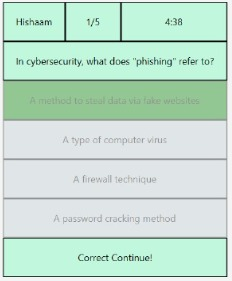 Hishaam 1/5 4:38
In cybersecurity, what does "phishing" refer to?
A method to steal data via fake websites
A type of computer virus
A firewall technique
A password cracking method
Correct Continue!